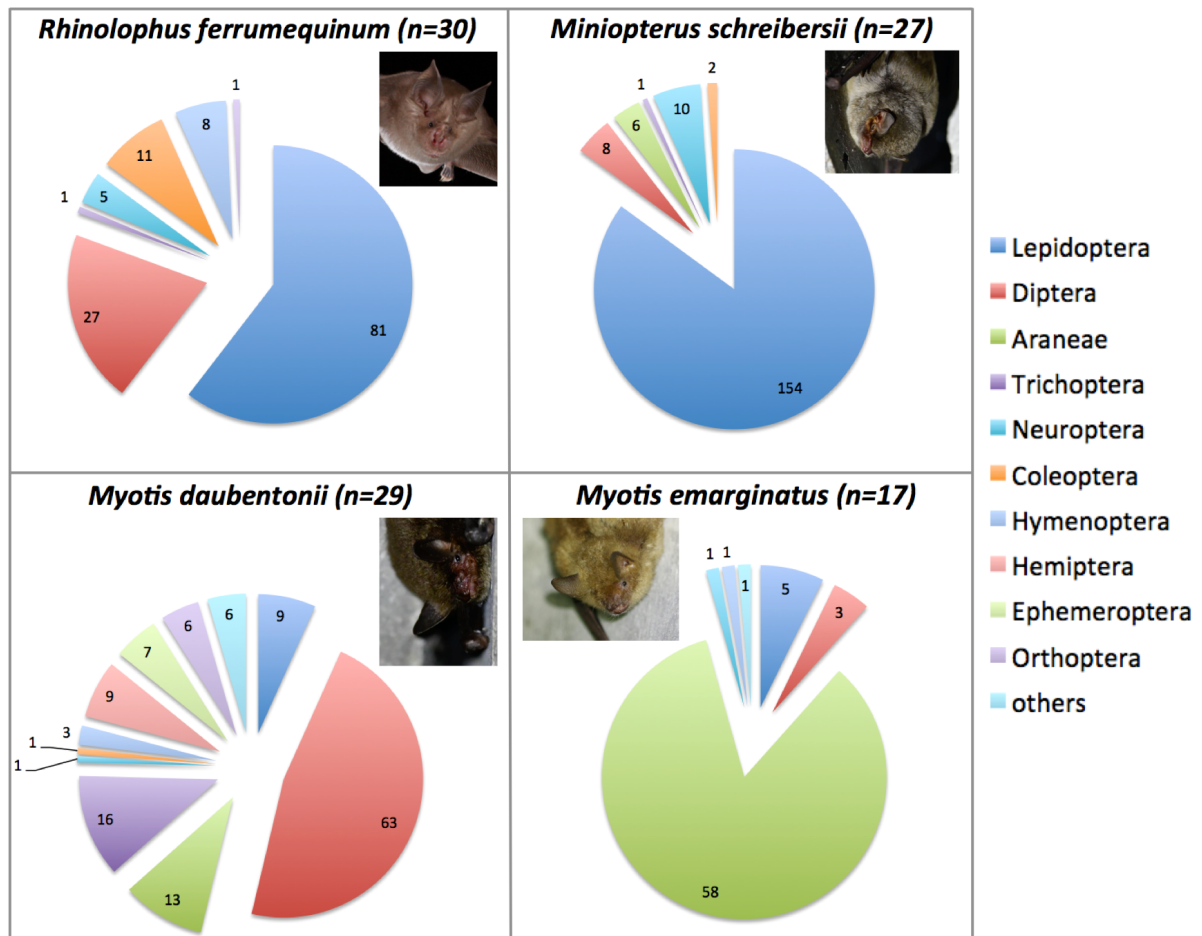 Rhinolophus ferrumequinum (n=30)
1
8
11
5
1
27
81
Miniopterus schreibersii (n=27)
2
1
10
6
8
154
Myotis daubentonii (n=29)
6
9
6
7
9
3
1
1
16
63
13
Myotis emarginatus (n=17)
1
1
1
5
3
58
Lepidoptera
Diptera
Araneae
Trichoptera
Neuroptera
Coleoptera
Hymenoptera
Hemiptera
Ephemeroptera
Orthoptera
others